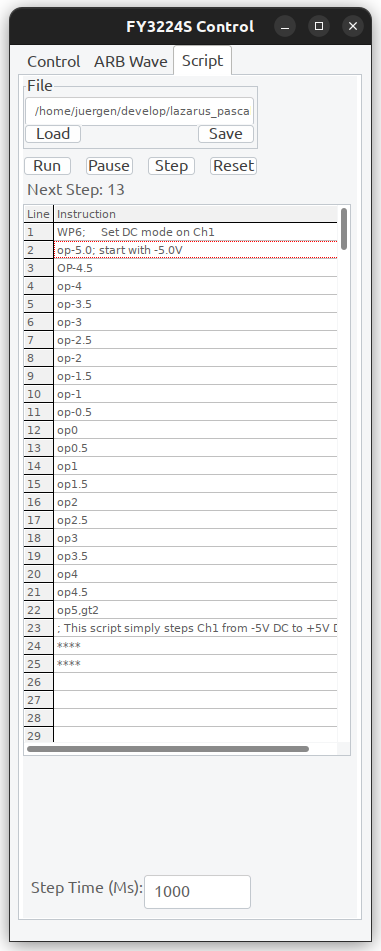 FY3224S Control
Control ARB Wave Script
File
/home/juergen/develop/lazarus_pasca
Load Save
Run Pause Step Reset
Next Step: 13
Line Instruction
1 WP6; Set DC mode on Ch1
2 op-5.0; start with -5.0V
3 OP-4.5
4 op-4
5 op-3.5
6 op-3
7 op-2.5
8 op-2
9 op-1.5
10 op-1
11 op-0.5
12 op0
13 op0.5
14 op1
15 op1.5
16 op2
17 op2.5
18 op3
19 op3.5
20 op4
21 op4.5
22 op5,gt2
23 ; This script simply steps Ch1 from -5V DC to +5V D
24 ****
25 ****
26
27
28
29
Step Time (Ms): 1000